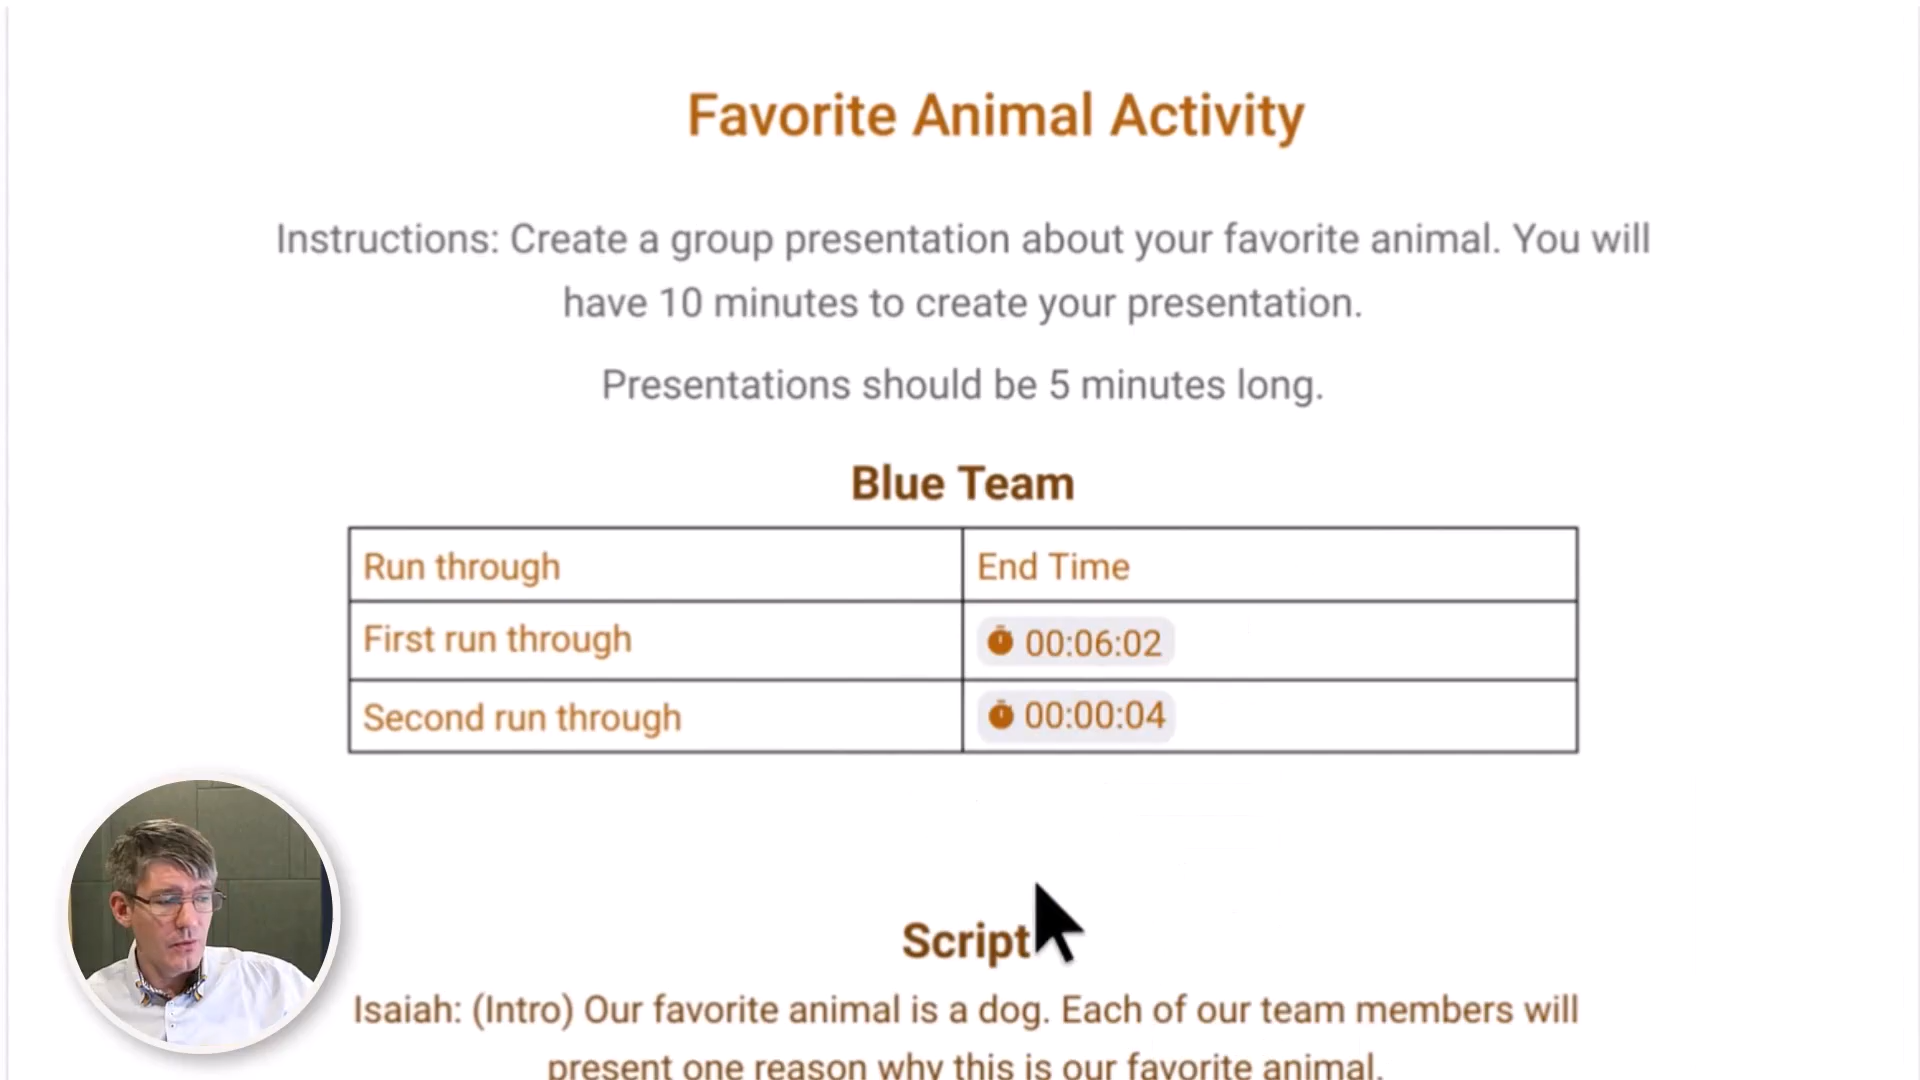 Favorite Animal Activity
Instructions: Create a group presentation about your favorite animal. You will
have 10 minutes to create your presentation.
Presentations should be 5 minutes long.
Blue Team
Run through End Time
First run through 00:06:02
Second run through 00:00:04
Script
Isaiah: (Intro) Our favorite animal is a dog. Each of our team members will
present one reason why this is our favorite animal.